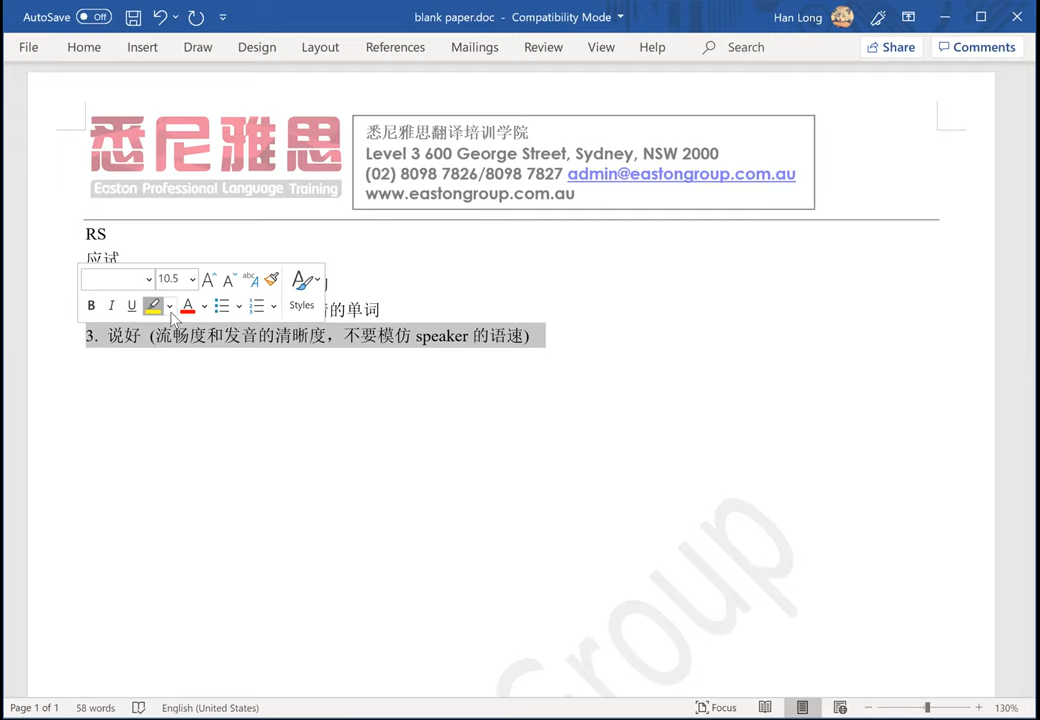 AutoSave Off blank paper.doc - Compatibility Mode Han Long
File Home Insert Draw Design Layout References Mailings Review View Help Search Share Comments
悉尼雅思
Easton Professional Language Training
悉尼雅思翻译培训学院
Level 3 600 George Street, Sydney, NSW 2000
(02) 8098 7826/8098 7827 admin@eastongroup.com.au
www.eastongroup.com.au
RS
应试
10.5
B I U A Styles
的单词
3. 说好 (流畅度和发音的清晰度，不要模仿 speaker 的语速)
Group
Page 1 of 1 58 words English (United States) Focus 130%